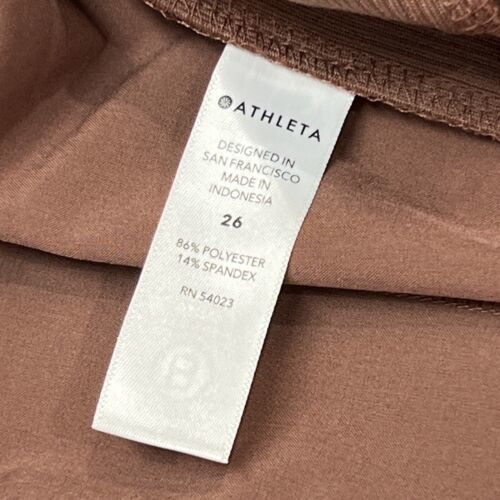 ATHLETA
DESIGNED IN
SAN FRANCISCO
MADE IN
INDONESIA
26
86% POLYESTER
14% SPANDEX
RN 54023